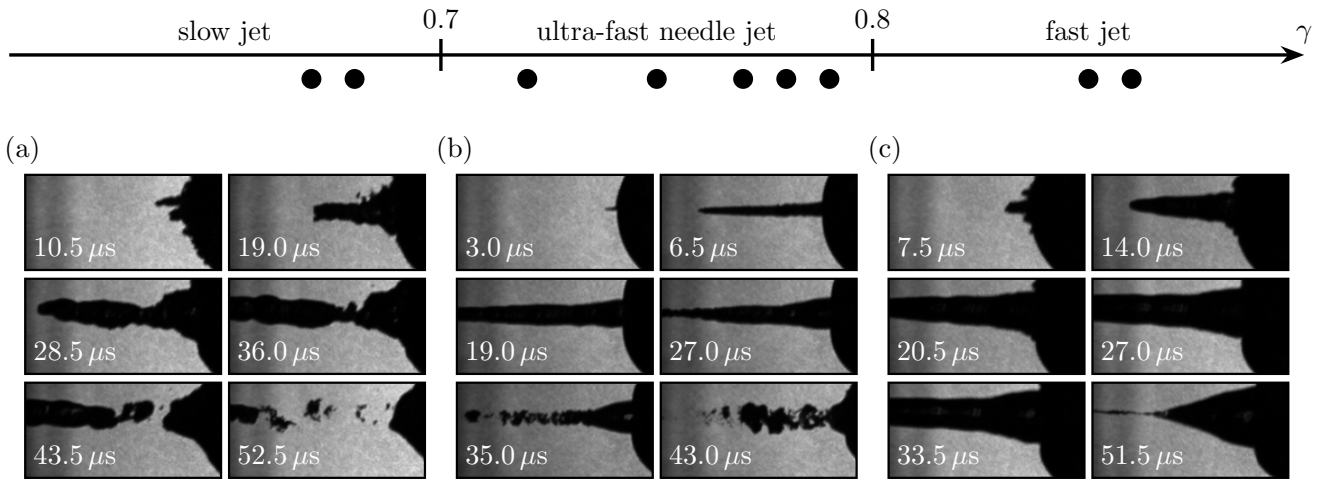 0.7 0.8
slow jet ultra-fast needle jet fast jet γ
(a) (b) (c)
10.5 μs 19.0 μs 3.0 μs 6.5 μs 7.5 μs 14.0 μs
28.5 μs 36.0 μs 19.0 μs 27.0 μs 20.5 μs 27.0 μs
43.5 μs 52.5 μs 35.0 μs 43.0 μs 33.5 μs 51.5 μs